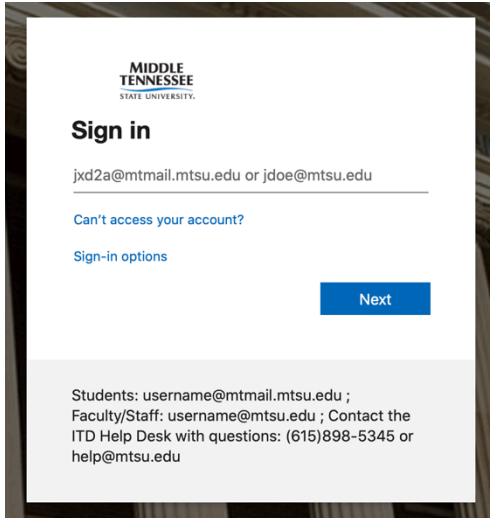 MIDDLE
TENNESSEE
STATE UNIVERSITY.
Sign in
jxd2a@mtmail.mtsu.edu or jdoe@mtsu.edu
Can't access your account?
Sign-in options
Next
Students: username@mtmail.mtsu.edu ;
Faculty/Staff: username@mtsu.edu ; Contact the
ITD Help Desk with questions: (615)898-5345 or
help@mtsu.edu